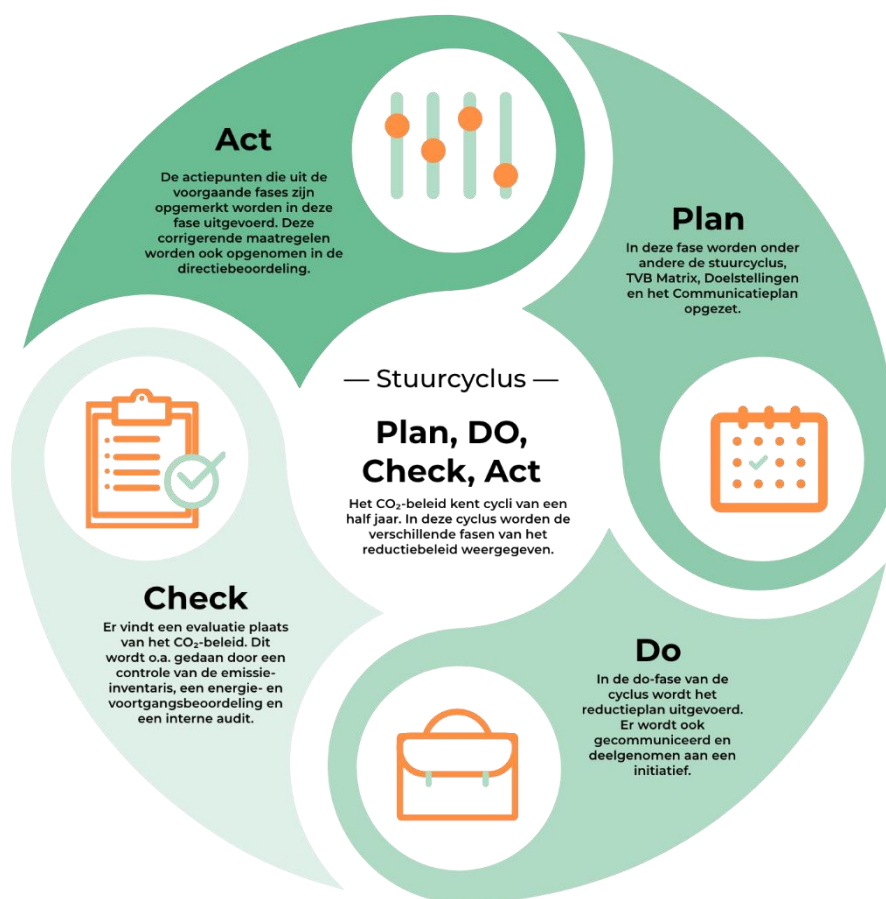 Act
De actiepunten die uit de
voorgaande fases zijn
opgemerkt worden in deze
fase uitgevoerd. Deze
corrigerende maatregelen
worden ook opgenomen in de
directiebeoordeling.
Plan
In deze fase worden onder
andere de stuurcyclus,
TVB Matrix, Doelstellingen
en het Communicatieplan
opgezet.
— Stuurcyclus —
Plan, DO,
Check, Act
Het CO₂-beleid kent cycli van een
half jaar. In deze cyclus worden de
verschillende fasen van het
reductiebeleid weergegeven.
Check
Er vindt een evaluatie plaats
van het CO₂-beleid. Dit
wordt o.a. gedaan door een
controle van de emissie-
inventaris, een energie- en
voortgangsbeoordeling en
een interne audit.
Do
In de do-fase van de
cyclus wordt het
reductieplan uitgevoerd.
Er wordt ook
gecommuniceerd en
deelgenomen aan een
initiatief.